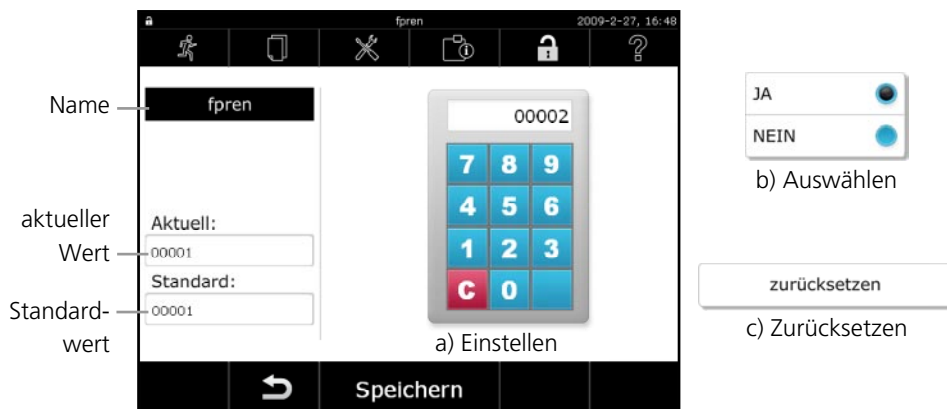 fpren 2009-2-27, 16:48
?
Name
fpren
00002
7 8 9
4 5 6
1 2 3
C 0
aktueller
Wert
Aktuell:
00001
Standard:
00001
Standard-
wert
a) Einstellen
Speichern
JA
NEIN
b) Auswählen
zurücksetzen
c) Zurücksetzen